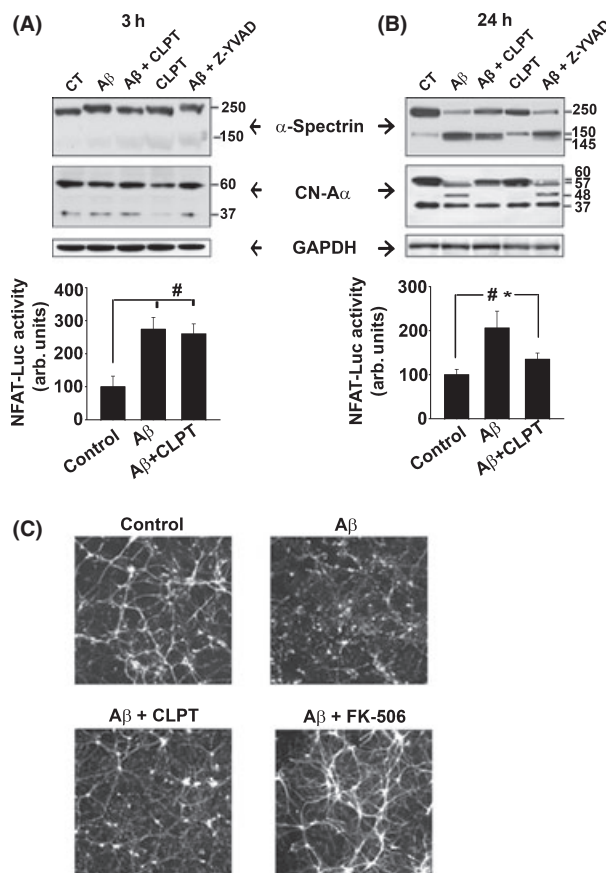 (A)
3 h
CT
Aβ
Aβ + CLPT
CLPT
Aβ + Z-YVAD
250
150
60
37
α-Spectrin
CN-Aα
GAPDH
(B)
24 h
CT
Aβ
Aβ + CLPT
CLPT
Aβ + Z-YVAD
250
150
145
60
57
48
37
NFAT-Luc activity
(arb. units)
400
300
200
100
0
#
Control
Aβ
Aβ+CLPT
NFAT-Luc activity
(arb. units)
300
200
100
0
# *
Control
Aβ
Aβ+CLPT
(C)
Control
Aβ
Aβ + CLPT
Aβ + FK-506